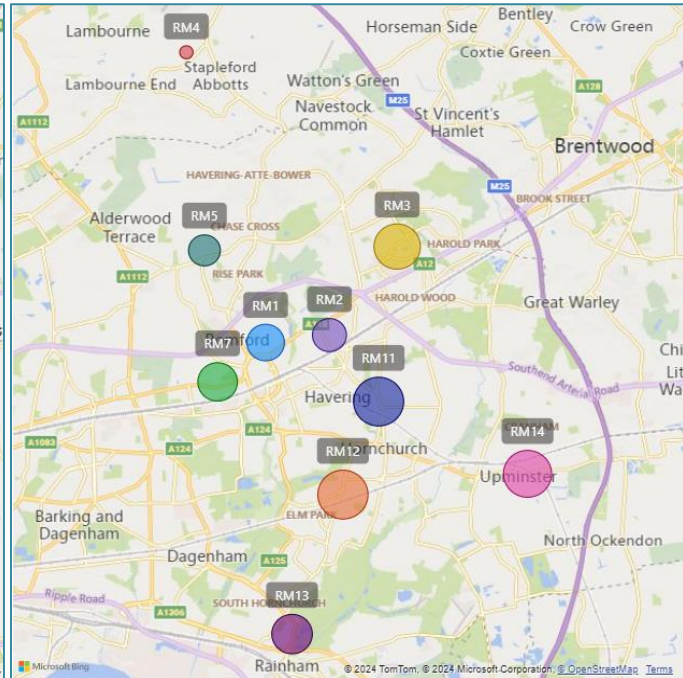 Lambourne
RM4
Horseman Side
Bentley
Crow Green
Coxtie Green
Stapleford
Abbotts
Lambourne End
Watton's Green
A128
M25
Navestock
Common
St Vincent's
Hamlet
A1112
Brentwood
HAVERING-ATTE-BOWER
M25
BROOK STREET
RM3
RM5
Alderwood
Terrace
CHASE CROSS
HAROLD PARK
A12
RISE PARK
A1112
RM1
RM2
HAROLD WOOD
Great Warley
RM7
RM11
Southend Arterial Road
Havering
A124
RM14
A1083
A124
RM12
Hornchurch
Upminster
ELM PARK
Barking and
Dagenham
North Ockendon
Dagenham
A125
RM13
Ripple Road
A1306
SOUTH HORNCHURCH
Rainham
Microsoft Bing
© 2024 TomTom, © 2024 Microsoft Corporation, © OpenStreetMap Terms